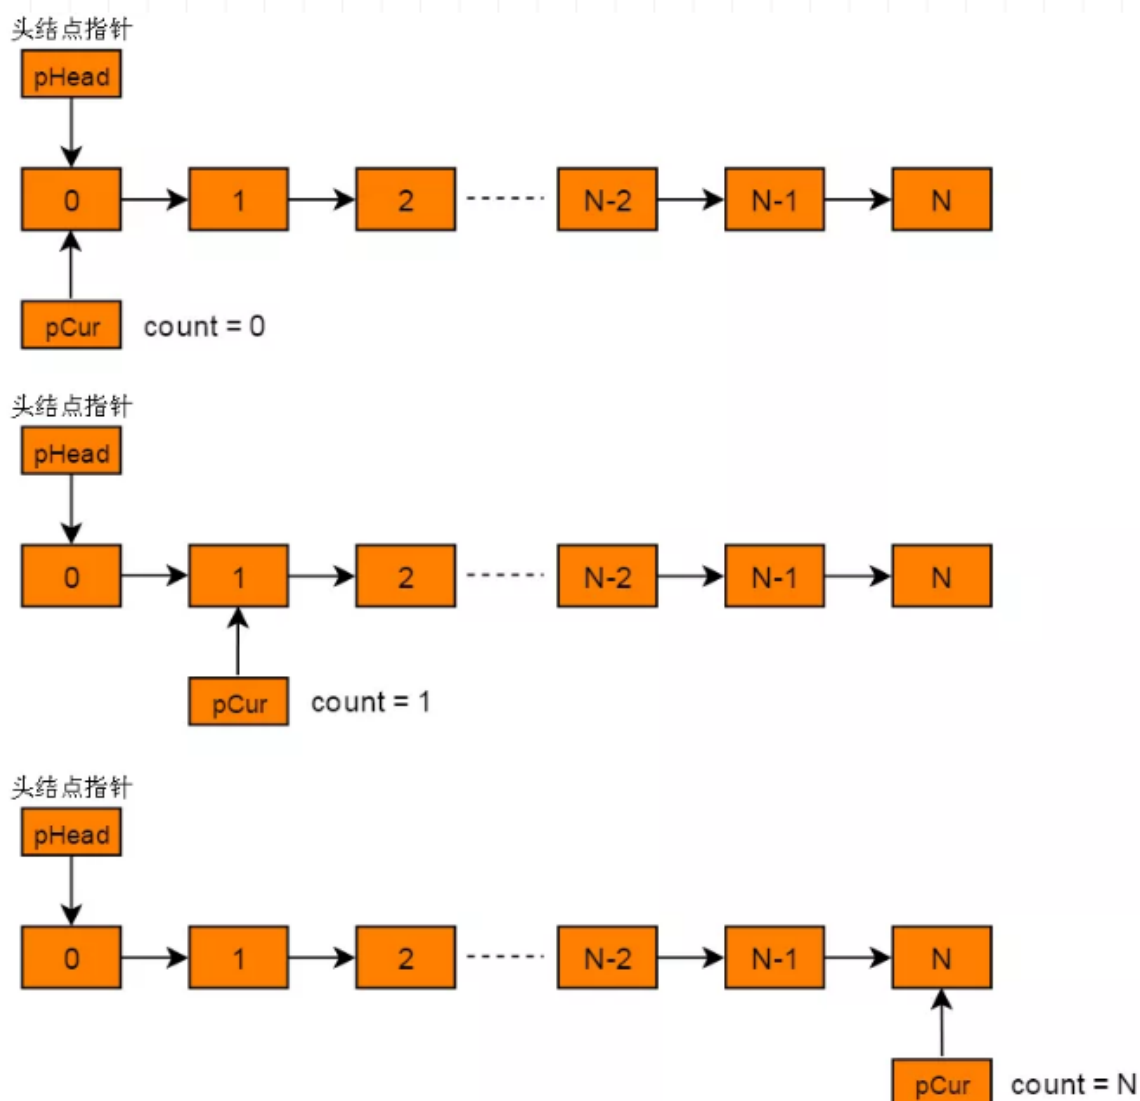 头结点指针
pHead
0 1 2 N-2 N-1 N
pCur count = 0
头结点指针
pHead
0 1 2 N-2 N-1 N
pCur count = 1
头结点指针
pHead
0 1 2 N-2 N-1 N
pCur count = N